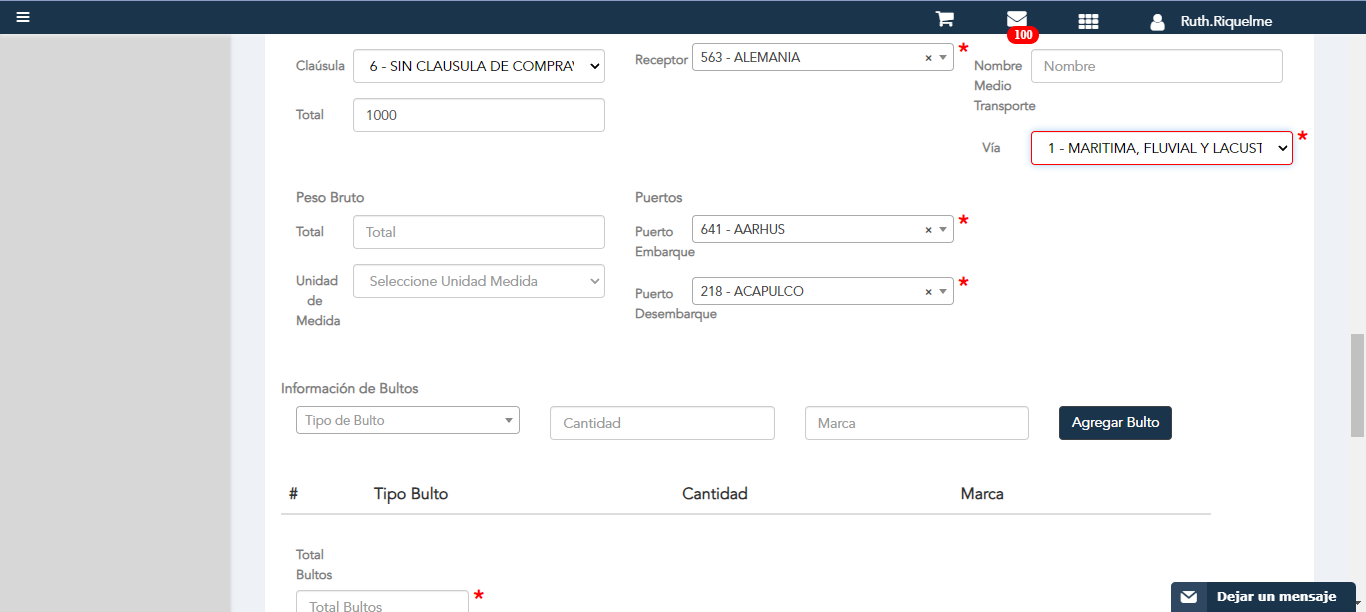 Ruth.Riquelme
100
Claúsula
6 - SIN CLAUSULA DE COMPRAV
Receptor
563 - ALEMANIA
×
*
Nombre
Medio
Transporte
Nombre
Total
1000
Vía
1 - MARITIMA, FLUVIAL Y LACUST
*
Peso Bruto
Puertos
Total
Total
Puerto
Embarque
641 - AARHUS
×
*
Unidad
de
Medida
Seleccione Unidad Medida
Puerto
Desembarque
218 - ACAPULCO
×
*
Información de Bultos
Tipo de Bulto
Cantidad
Marca
Agregar Bulto
# Tipo Bulto Cantidad Marca
Total
Bultos
Total Bultos
*
Dejar un mensaje